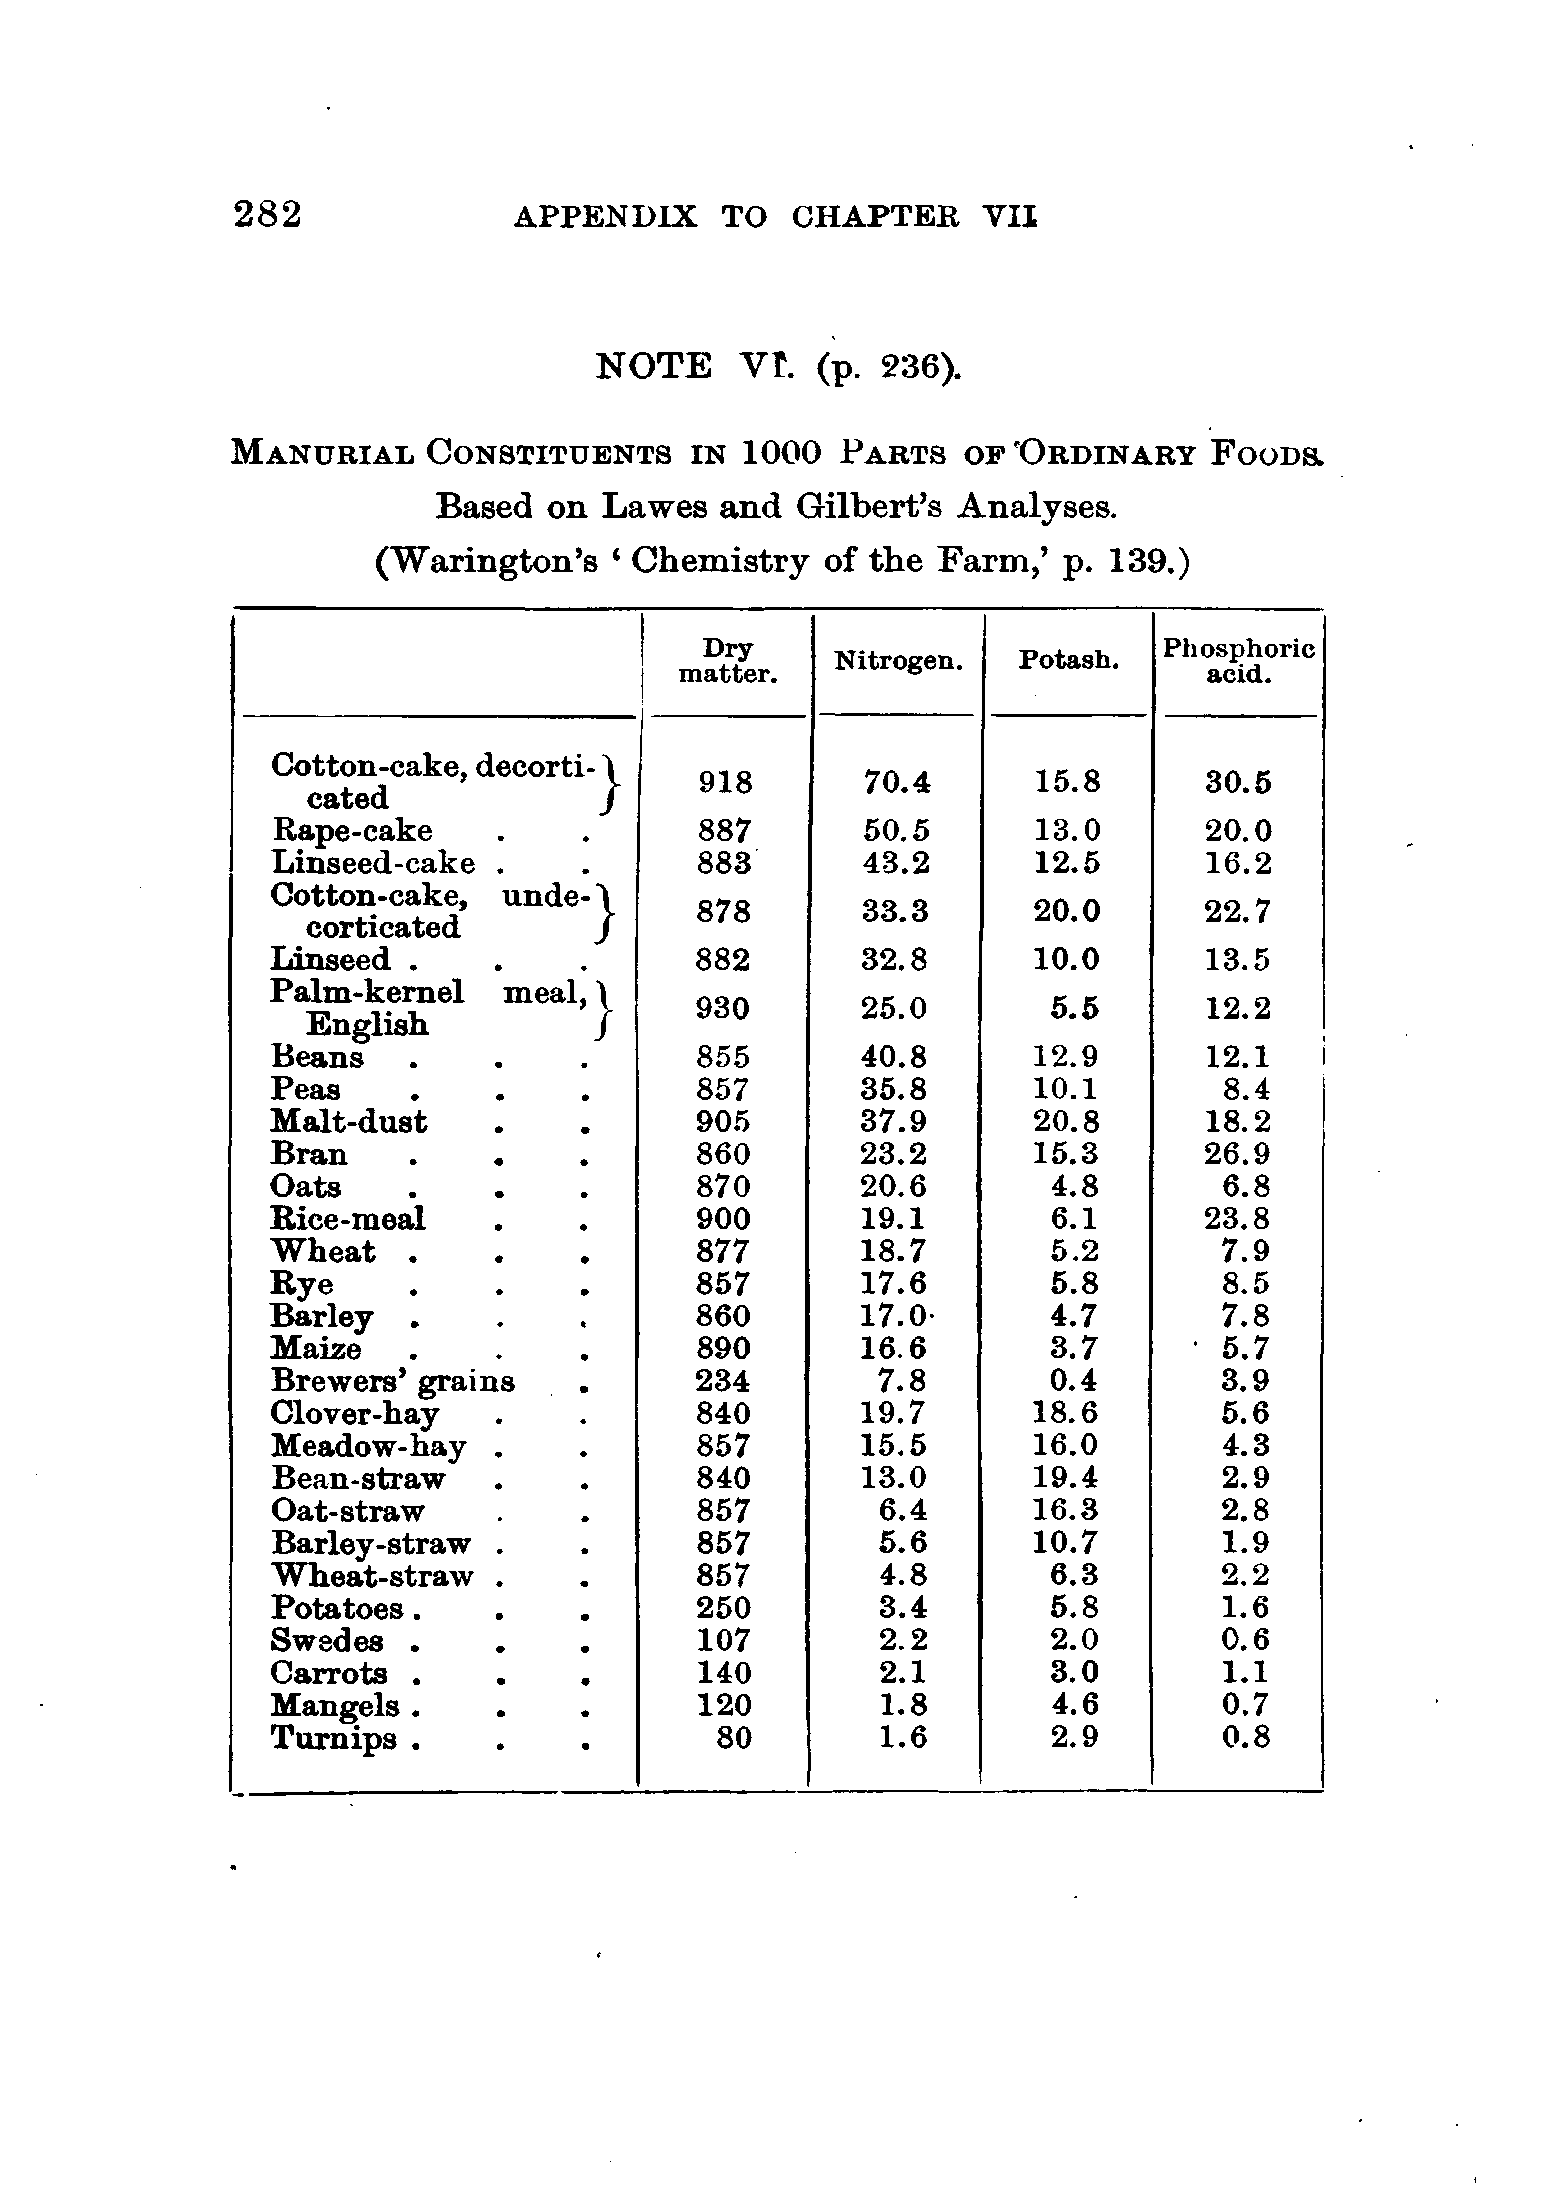 282 APPENDIX TO CHAPTER VII
NOTE VI. (p. 236).
MANURIAL CONSTITUENTS IN 1000 PARTS OF ORDINARY FOODS.
Based on Lawes and Gilbert's Analyses.
(Warington's ‘Chemistry of the Farm,’ p. 139.)
Dry matter. Nitrogen. Potash. Phosphoric acid.
Cotton-cake, decorti-
cated } 918 70.4 15.8 30.5
Rape-cake . . 887 50.5 13.0 20.0
Linseed-cake . . 883 43.2 12.5 16.2
Cotton-cake, unde-
corticated } 878 33.3 20.0 22.7
Linseed . . . 882 32.8 10.0 13.5
Palm-kernel meal,
English } 930 25.0 5.5 12.2
Beans . . . 855 40.8 12.9 12.1
Peas . . . 857 35.8 10.1 8.4
Malt-dust . . 905 37.9 20.8 18.2
Bran . . . 860 23.2 15.3 26.9
Oats . . . 870 20.6 4.8 6.8
Rice-meal . . 900 19.1 6.1 23.8
Wheat . . . 877 18.7 5.2 7.9
Rye . . . 857 17.6 5.8 8.5
Barley . . . 860 17.0 4.7 7.8
Maize . . . 890 16.6 3.7 5.7
Brewers' grains . 234 7.8 0.4 3.9
Clover-hay . . 840 19.7 18.6 5.6
Meadow-hay . . 857 15.5 16.0 4.3
Bean-straw . . 840 13.0 19.4 2.9
Oat-straw . . 857 6.4 16.3 2.8
Barley-straw . . 857 5.6 10.7 1.9
Wheat-straw . . 857 4.8 6.3 2.2
Potatoes . . . 250 3.4 5.8 1.6
Swedes . . . 107 2.2 2.0 0.6
Carrots . . . 140 2.1 3.0 1.1
Mangels . . . 120 1.8 4.6 0.7
Turnips . . . 80 1.6 2.9 0.8